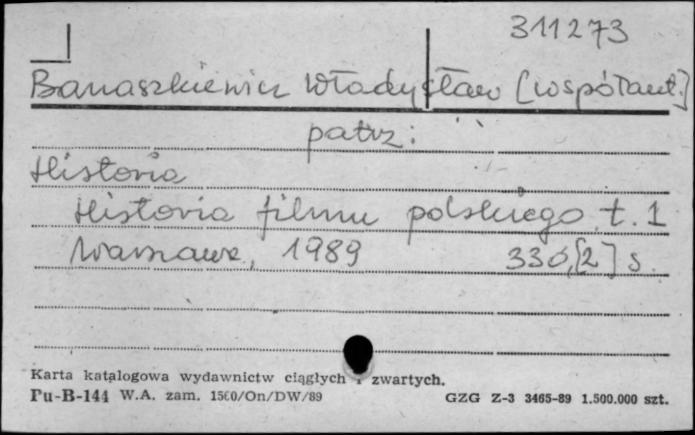 311273
Banaszkiewicz Władysław [współaut.]
patrz:
Historia
Historia filmu polskiego. t. 1
Warszawa, 1989 330,[2] s.
Karta katalogowa wydawnictw ciągłych i zwartych.
Pu-B-144 W.A. zam. 1560/On/DW/89 GZG Z-3 3465-89 1.500.000 szt.